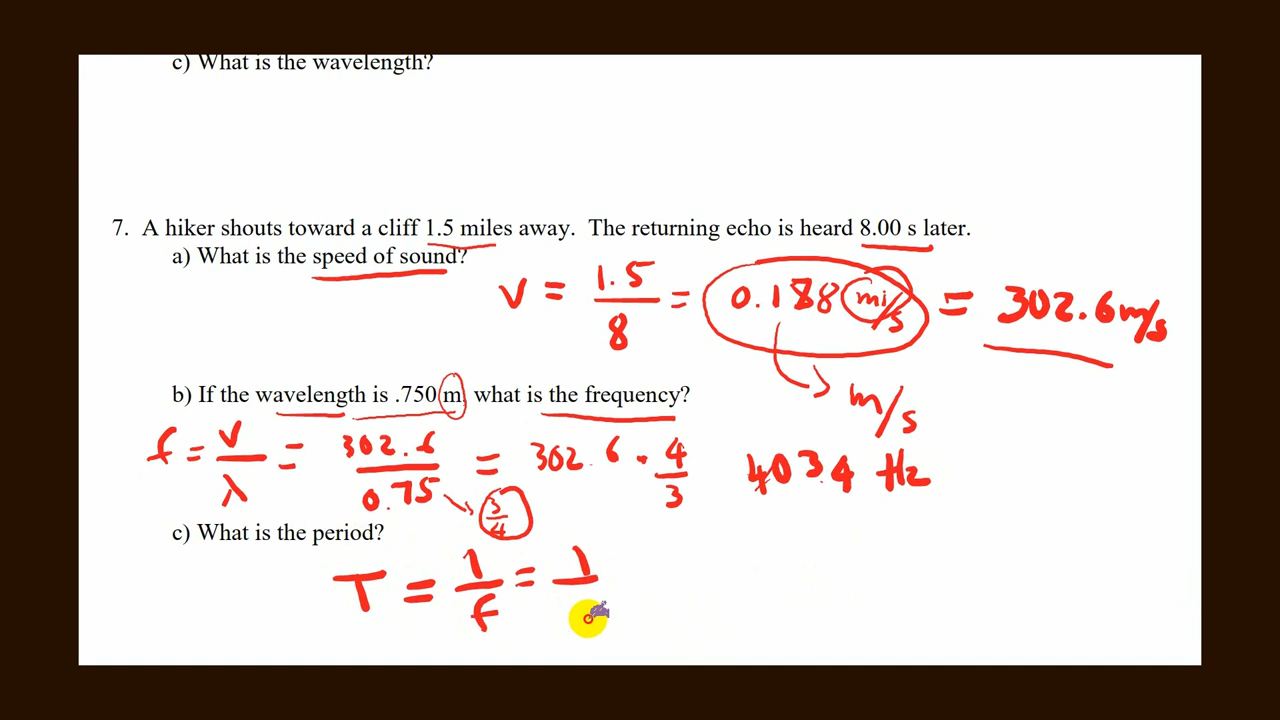 c) What is the wavelength?
7. A hiker shouts toward a cliff 1.5 miles away. The returning echo is heard 8.00 s later.
a) What is the speed of sound?
v = 1.5/8 = 0.188 mi/s = 302.6 m/s
m/s
b) If the wavelength is .750 m, what is the frequency?
f = v/λ = 302.6/0.75 = 302.6 · 4/3 403.4 Hz
3/4
c) What is the period?
T = 1/f = 1